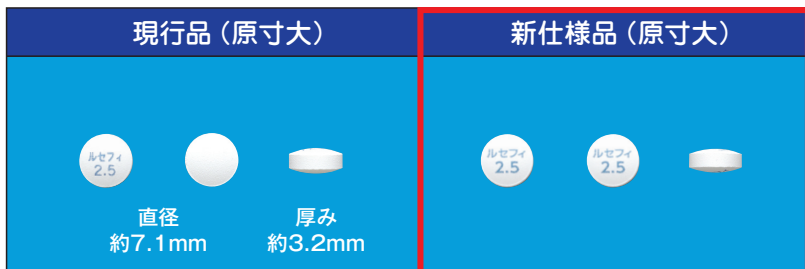 現行品（原寸大）
新仕様品（原寸大）
ルセフィ
2.5
ルセフィ
2.5
ルセフィ
2.5
直径
約7.1mm
厚み
約3.2mm